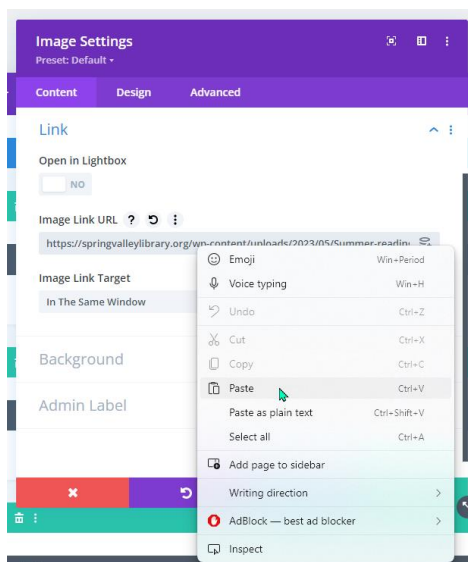 Image Settings
Preset: Default
Content Design Advanced
Link
Open in Lightbox
NO
Image Link URL ?
https://springvalleylibrary.org/wp-content/uploads/2023/05/Summer-readin
Image Link Target
In The Same Window
Background
Admin Label
Emoji Win+Period
Voice typing Win+H
Undo Ctrl+Z
Cut Ctrl+X
Copy Ctrl+C
Paste Ctrl+V
Paste as plain text Ctrl+Shift+V
Select all Ctrl+A
Add page to sidebar
Writing direction
AdBlock — best ad blocker
Inspect